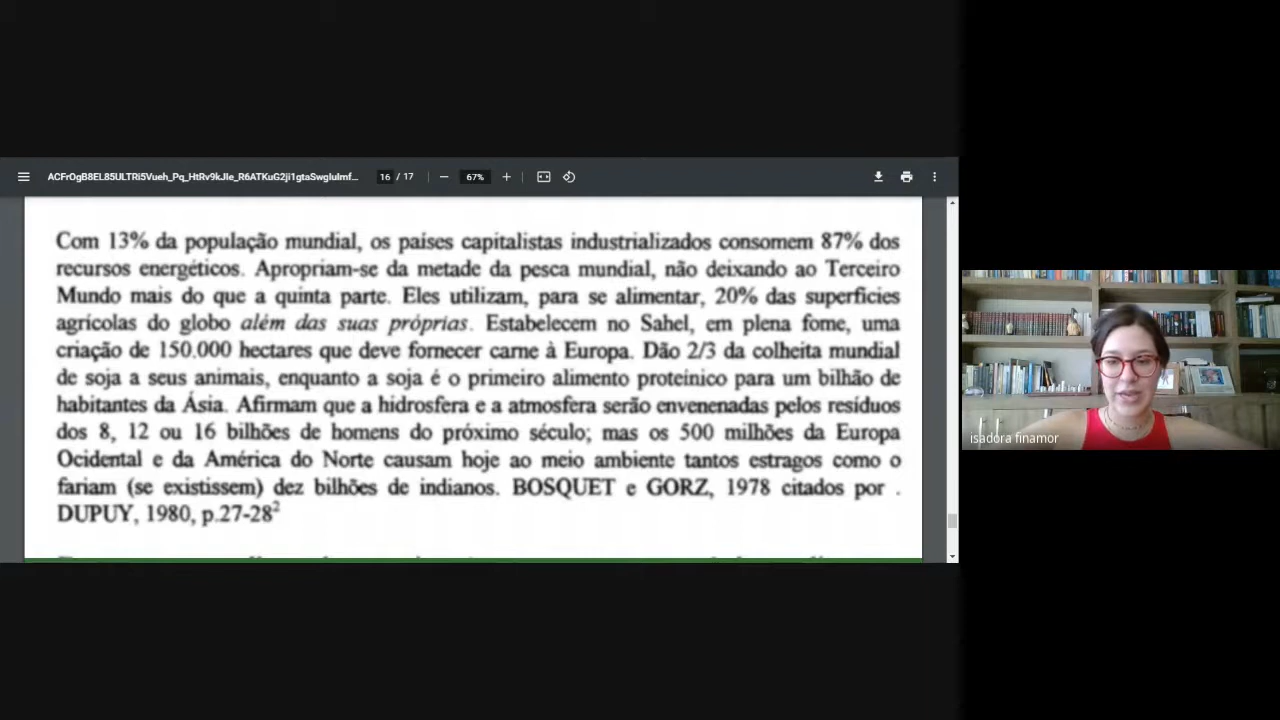 ACFrOgB8EL85ULTRi5Vueh_Pq_HtRv9kJIe_R6ATKuG2ji1gtaSwgluImf...
16 / 17
67%
Com 13% da população mundial, os países capitalistas industrializados consomem 87% dos
recursos energéticos. Apropriam-se da metade da pesca mundial, não deixando ao Terceiro
Mundo mais do que a quinta parte. Eles utilizam, para se alimentar, 20% das superfícies
agrícolas do globo além das suas próprias. Estabelecem no Sahel, em plena fome, uma
criação de 150.000 hectares que deve fornecer carne à Europa. Dão 2/3 da colheita mundial
de soja a seus animais, enquanto a soja é o primeiro alimento proteínico para um bilhão de
habitantes da Ásia. Afirmam que a hidrosfera e a atmosfera serão envenenadas pelos resíduos
dos 8, 12 ou 16 bilhões de homens do próximo século; mas os 500 milhões da Europa
Ocidental e da América do Norte causam hoje ao meio ambiente tantos estragos como o
fariam (se existissem) dez bilhões de indianos. BOSQUET e GORZ, 1978 citados por .
DUPUY, 1980, p.27-28²
isadora finamor